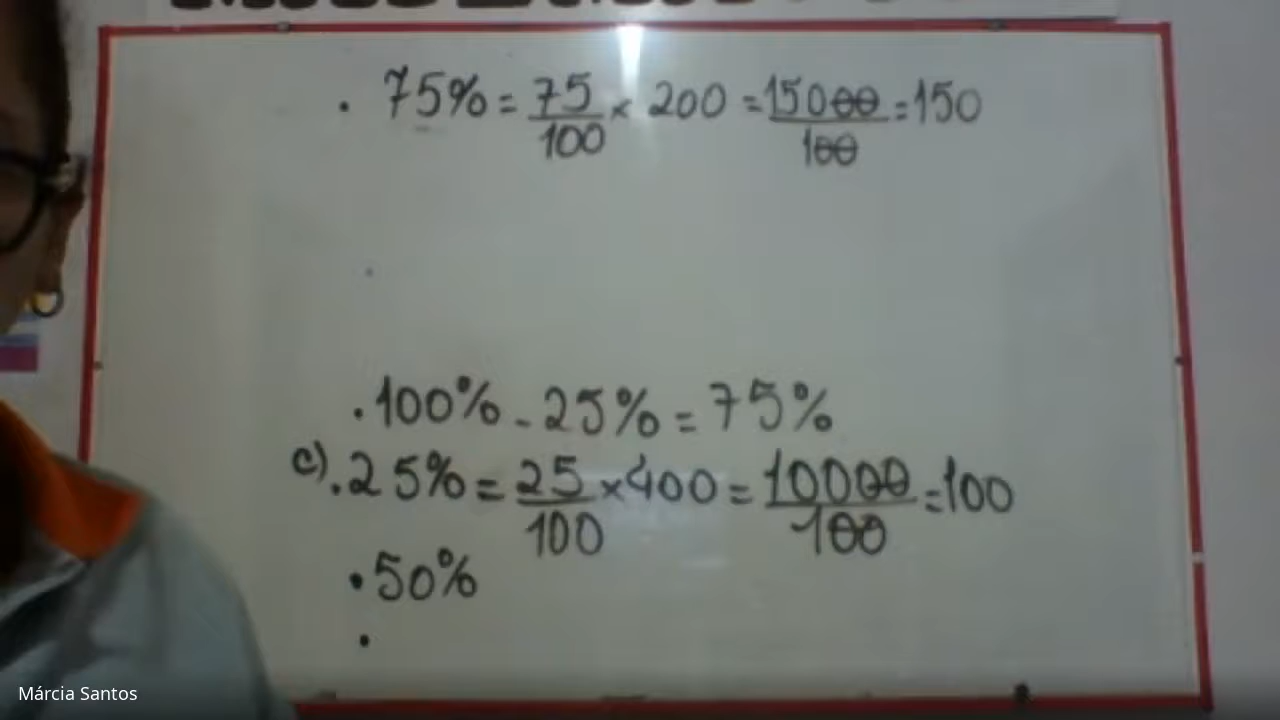 . 75% = 75/100 × 200 = 15000/100 = 150
. 100% - 25% = 75%
c) . 25% = 25/100 × 400 = 10000/100 = 100
. 50%
.
Márcia Santos